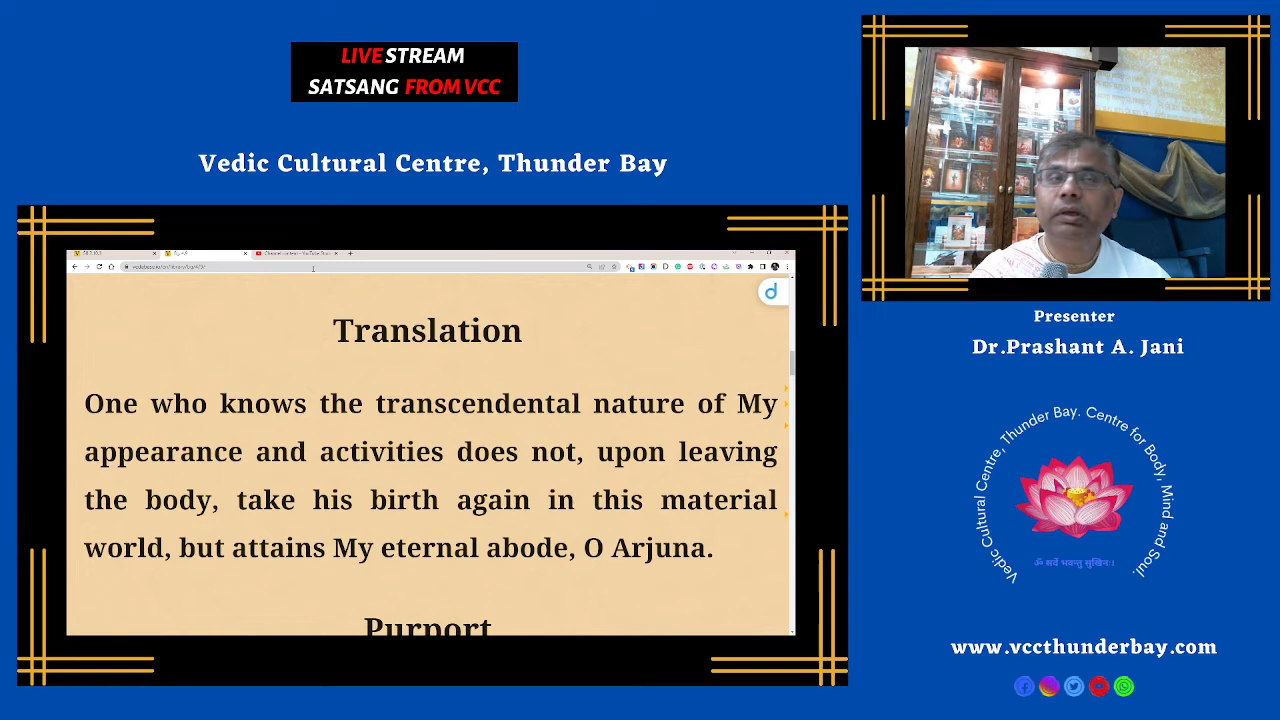 LIVE STREAM
SATSANG FROM VCC
Vedic Cultural Centre, Thunder Bay
Translation
One who knows the transcendental nature of My
appearance and activities does not, upon leaving
the body, take his birth again in this material
world, but attains My eternal abode, O Arjuna.
Purport
Presenter
Dr.Prashant A. Jani
Vedic Cultural Centre, Thunder Bay. Centre for Body, Mind and Soul.
ॐ सर्वे भवन्तु सुखिनः।
www.vccthunderbay.com